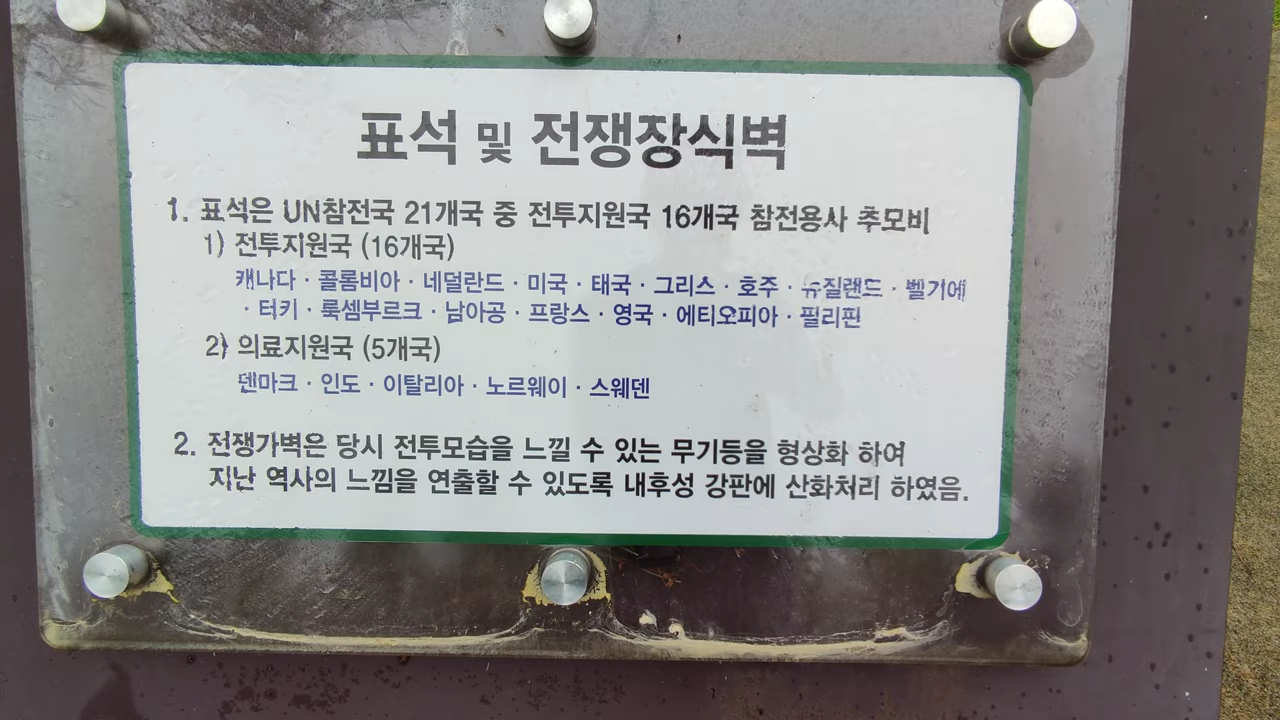 표석 및 전쟁장식벽
1. 표석은 UN참전국 21개국 중 전투지원국 16개국 참전용사 추모비
1) 전투지원국 (16개국)
캐나다 · 콜롬비아 · 네덜란드 · 미국 · 태국 · 그리스 · 호주 · 뉴질랜드 · 벨기에
· 터키 · 룩셈부르크 · 남아공 · 프랑스 · 영국 · 에티오피아 · 필리핀
2) 의료지원국 (5개국)
덴마크 · 인도 · 이탈리아 · 노르웨이 · 스웨덴
2. 전쟁가벽은 당시 전투모습을 느낄 수 있는 무기등을 형상화 하여
지난 역사의 느낌을 연출할 수 있도록 내후성 강판에 산화처리 하였음.